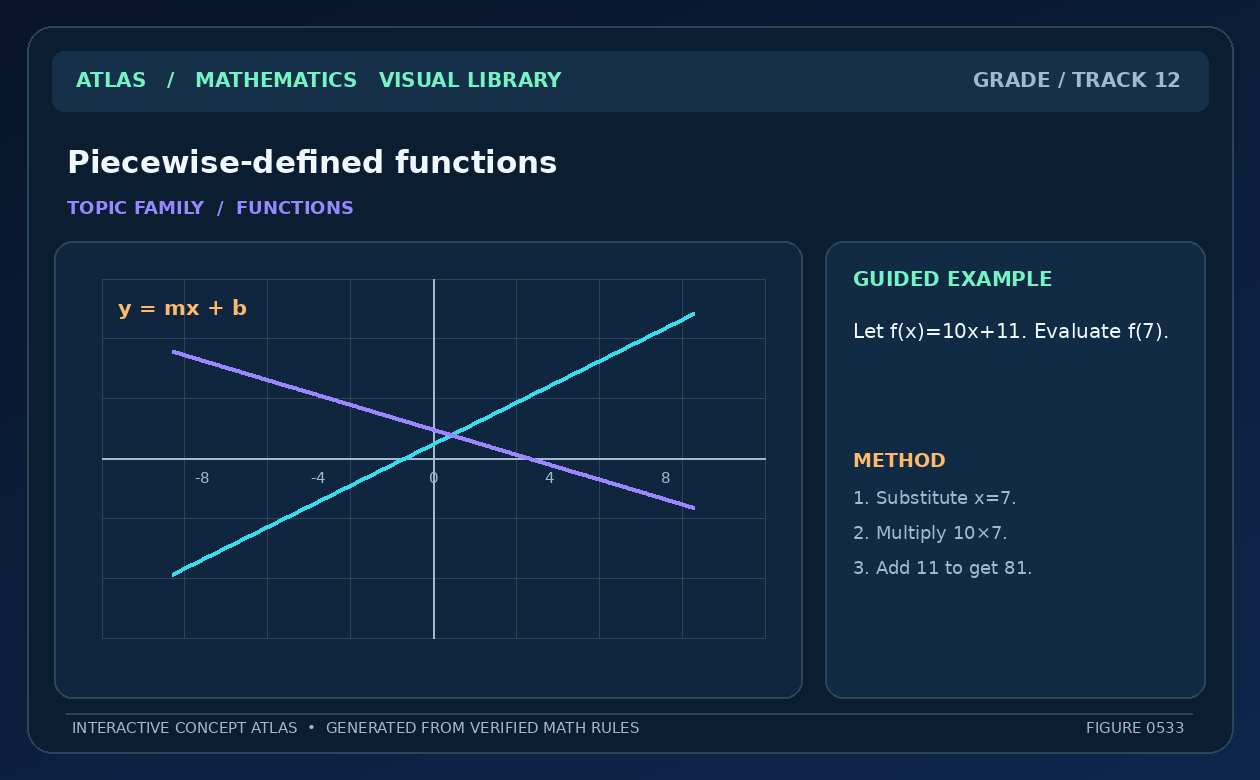 ATLAS / MATHEMATICS VISUAL LIBRARY
GRADE / TRACK 12
Piecewise-defined functions
TOPIC FAMILY / FUNCTIONS
y = mx + b
-8 -4 0 4 8
GUIDED EXAMPLE
Let f(x)=10x+11. Evaluate f(7).
METHOD
1. Substitute x=7.
2. Multiply 10×7.
3. Add 11 to get 81.
INTERACTIVE CONCEPT ATLAS • GENERATED FROM VERIFIED MATH RULES
FIGURE 0533